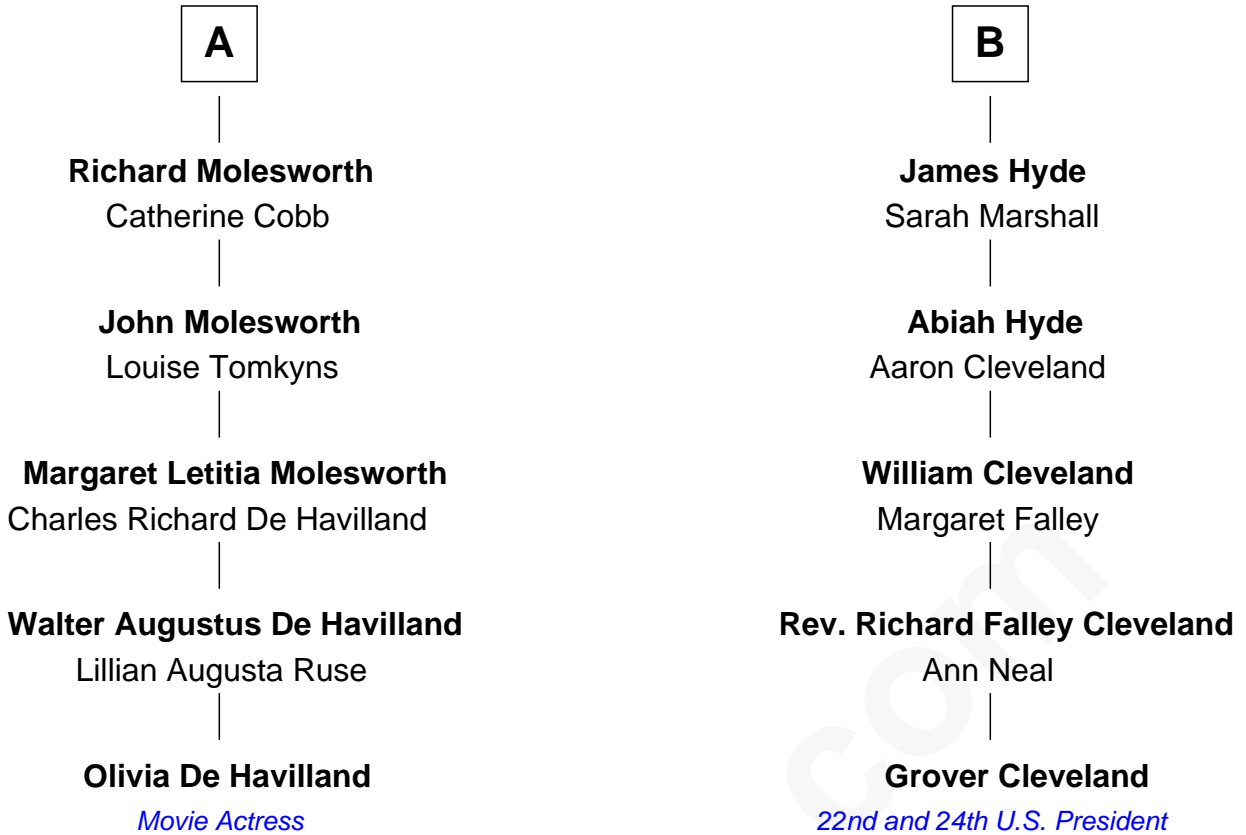 A
Richard Molesworth
Catherine Cobb
John Molesworth
Louise Tomkyns
Margaret Letitia Molesworth
Charles Richard De Havilland
Walter Augustus De Havilland
Lillian Augusta Ruse
Olivia De Havilland
Movie Actress
B
James Hyde
Sarah Marshall
Abiah Hyde
Aaron Cleveland
William Cleveland
Margaret Falley
Rev. Richard Falley Cleveland
Ann Neal
Grover Cleveland
22nd and 24th U.S. President
com